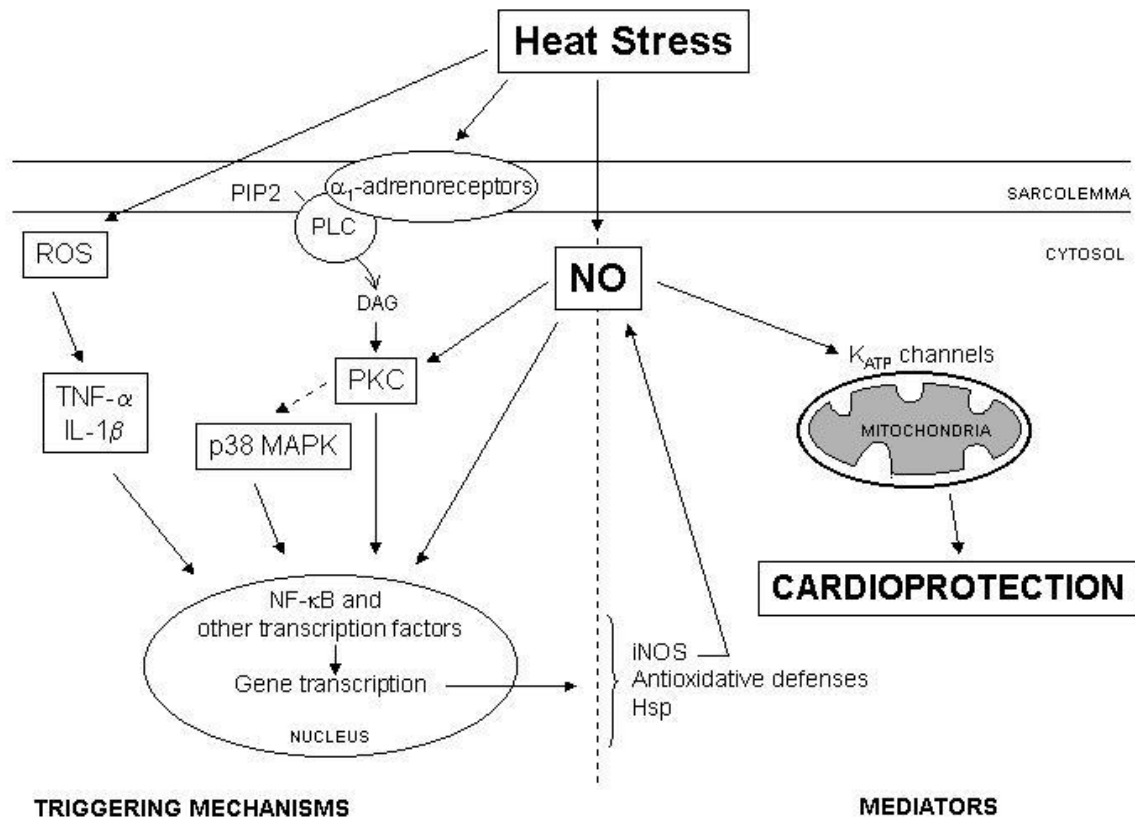 Heat Stress
PIP2
α1-adrenoreceptors
SARCOLEMMA
PLC
ROS
NO
CYTOSOL
DAG
KATP channels
PKC
TNF-α
IL-1β
MITOCHONDRIA
p38 MAPK
CARDIOPROTECTION
NF-κB and
other transcription factors
iNOS
Gene transcription
Antioxidative defenses
Hsp
NUCLEUS
TRIGGERING MECHANISMS
MEDIATORS